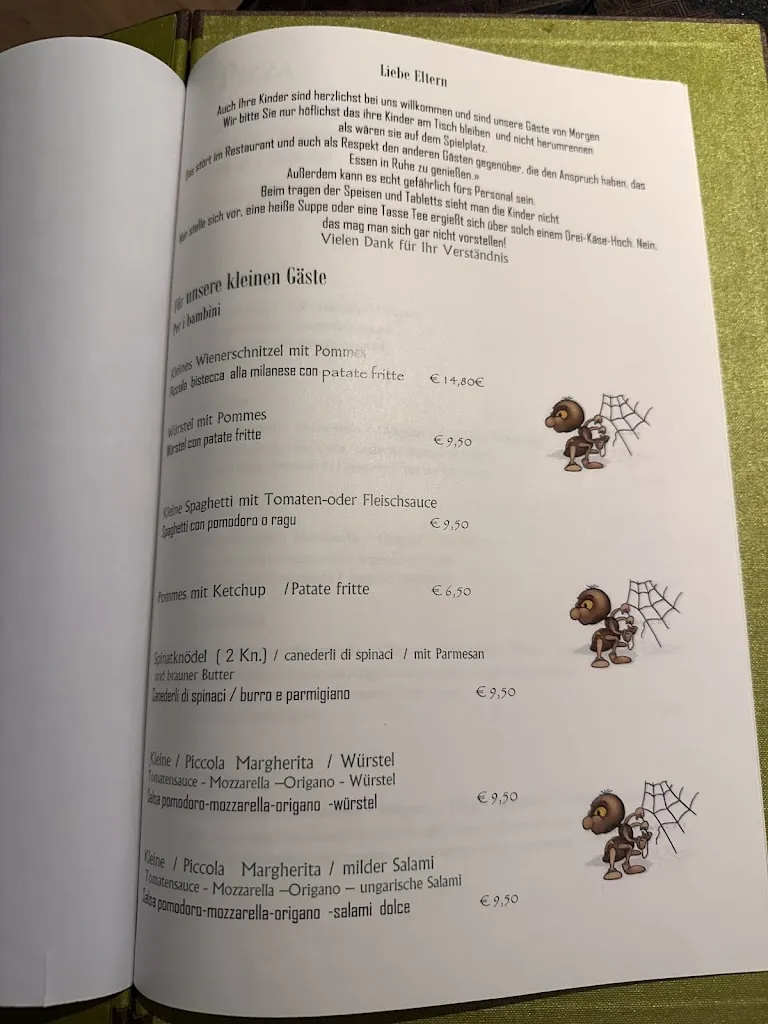 Liebe Eltern
Auch Ihre Kinder sind herzlichst bei uns willkommen und sind unsere Gäste von Morgen
Wir bitte Sie nur höflichst das ihre Kinder am Tisch bleiben und nicht herumrennen
als wären sie auf dem Spielplatz.
Das stört im Restaurant und auch als Respekt den anderen Gästen gegenüber, die den Anspruch haben, das
Essen in Ruhe zu genießen.»
Außerdem kann es echt gefährlich fürs Personal sein.
Beim tragen der Speisen und Tabletts sieht man die Kinder nicht
Man stelle sich vor, eine heiße Suppe oder eine Tasse Tee ergießt sich über solch einem Drei-Käse-Hoch. Nein,
das mag man sich gar nicht vorstellen!
Vielen Dank für Ihr Verständnis
Für unsere kleinen Gäste
Per i bambini
Kleines Wienerschnitzel mit Pommes
Piccola bistecca alla milanese con patate fritte € 14,80€
Würstel mit Pommes
Würstel con patate fritte € 9,50
Kleine Spaghetti mit Tomaten-oder Fleischsauce
Spaghetti con pomodoro o ragu € 9,50
Pommes mit Ketchup /Patate fritte € 6,50
Spinatknödel ( 2 Kn.) / canederli di spinaci / mit Parmesan
und brauner Butter
Canederli di spinaci / burro e parmigiano € 9,50
Kleine / Piccola Margherita / Würstel
Tomatensauce - Mozzarella –Origano - Würstel
Salsa pomodoro-mozzarella-origano -würstel € 9,50
Kleine / Piccola Margherita / milder Salami
Tomatensauce - Mozzarella –Origano – ungarische Salami
Salsa pomodoro-mozzarella-origano -salami dolce € 9,50